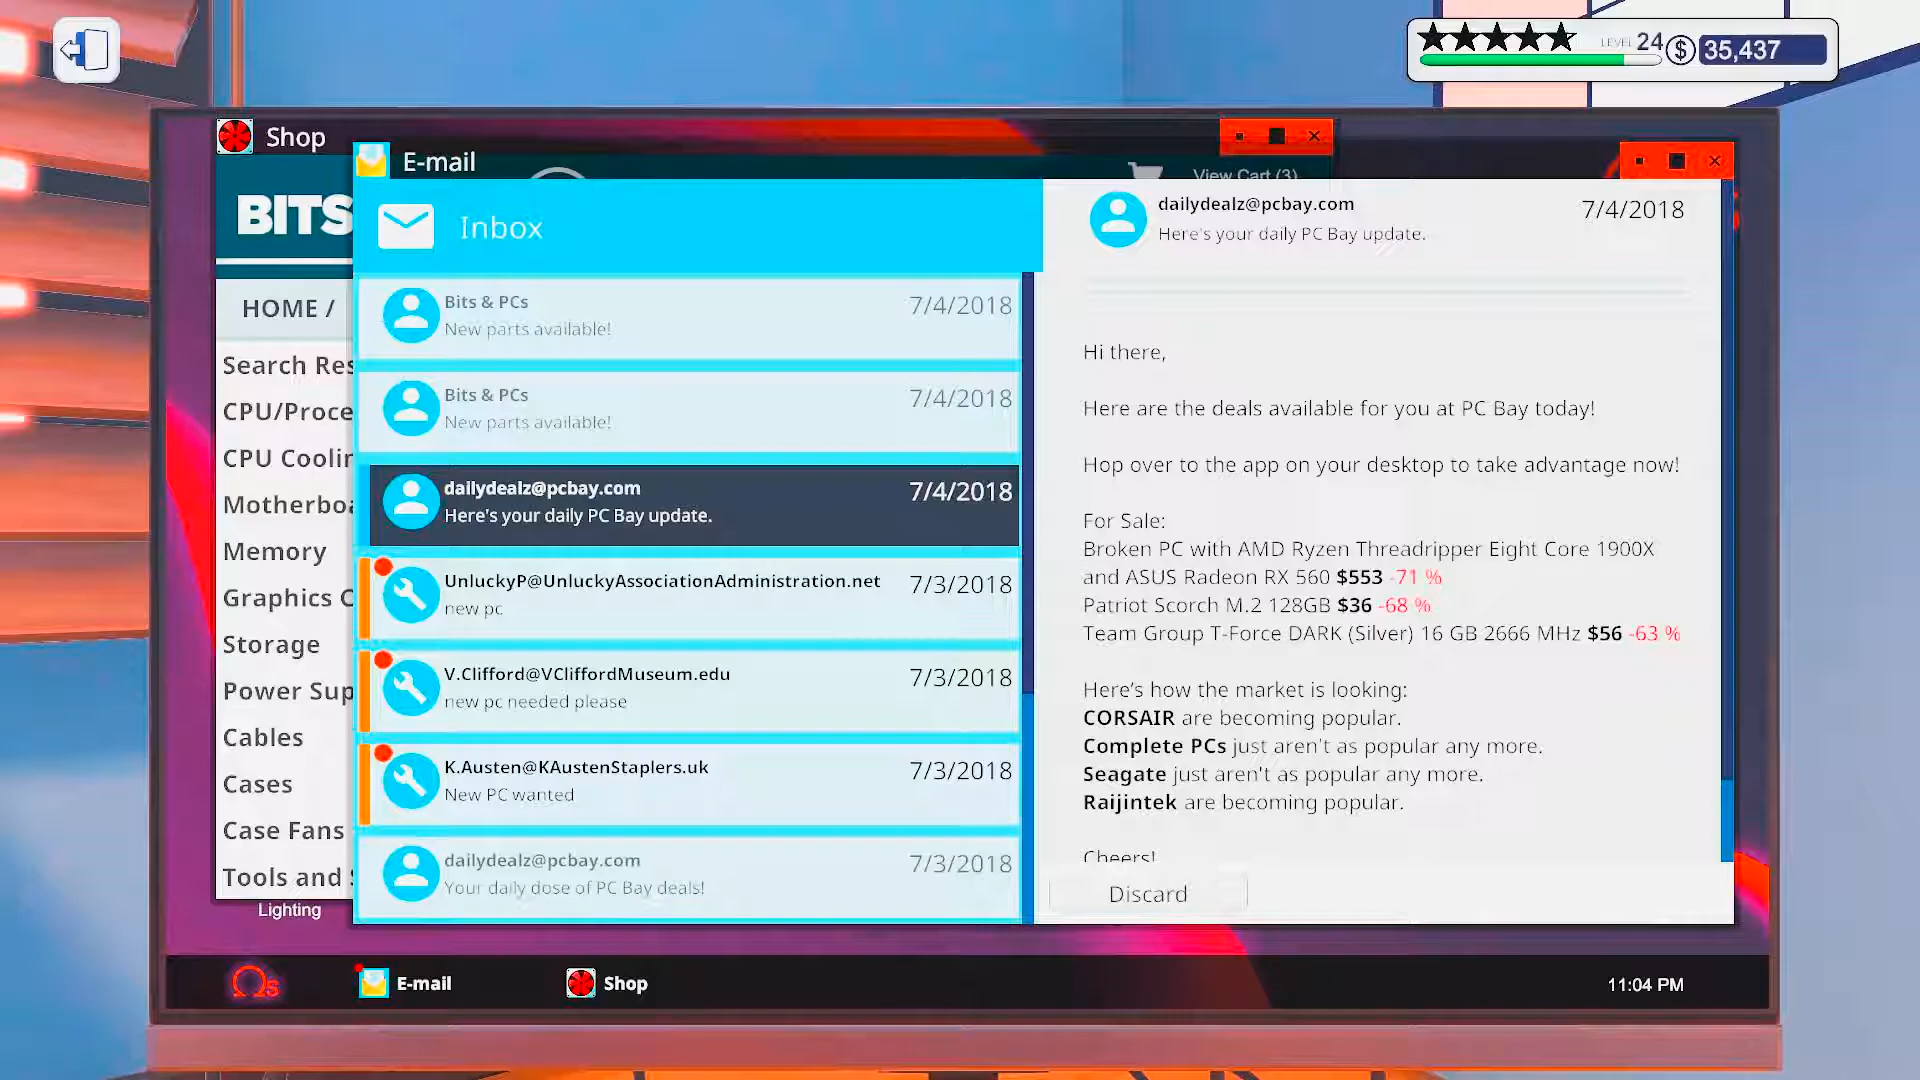 LEVEL 24
$ 35,437
Shop
E-mail
View Cart (3)
BITS
HOME /
Search Res
CPU/Proce
CPU Coolin
Motherboa
Memory
Graphics C
Storage
Power Sup
Cables
Cases
Case Fans
Tools and
Lighting
Inbox
Bits & PCs
7/4/2018
New parts available!
Bits & PCs
7/4/2018
New parts available!
dailydealz@pcbay.com
7/4/2018
Here's your daily PC Bay update.
UnluckyP@UnluckyAssociationAdministration.net
7/3/2018
new pc
V.Clifford@VCliffordMuseum.edu
7/3/2018
new pc needed please
K.Austen@KAustenStaplers.uk
7/3/2018
New PC wanted
dailydealz@pcbay.com
7/3/2018
Your daily dose of PC Bay deals!
dailydealz@pcbay.com
7/4/2018
Here's your daily PC Bay update.
Hi there,
Here are the deals available for you at PC Bay today!
Hop over to the app on your desktop to take advantage now!
For Sale:
Broken PC with AMD Ryzen Threadripper Eight Core 1900X
and ASUS Radeon RX 560 $553 -71 %
Patriot Scorch M.2 128GB $36 -68 %
Team Group T-Force DARK (Silver) 16 GB 2666 MHz $56 -63 %
Here's how the market is looking:
CORSAIR are becoming popular.
Complete PCs just aren't as popular any more.
Seagate just aren't as popular any more.
Raijintek are becoming popular.
Cheers!
Discard
Ωs
E-mail
Shop
11:04 PM